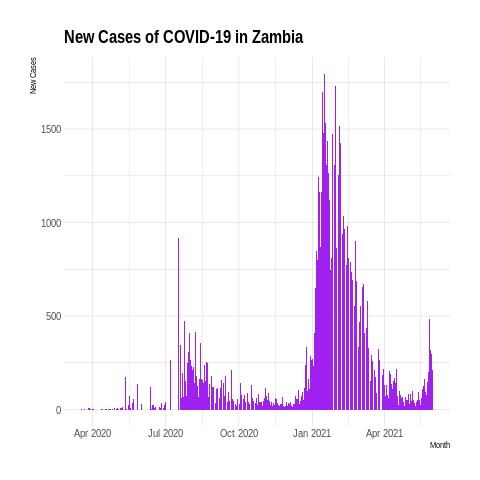 New Cases of COVID-19 in Zambia
New Cases
1500
1000
500
0
Apr 2020 Jul 2020 Oct 2020 Jan 2021 Apr 2021
Month